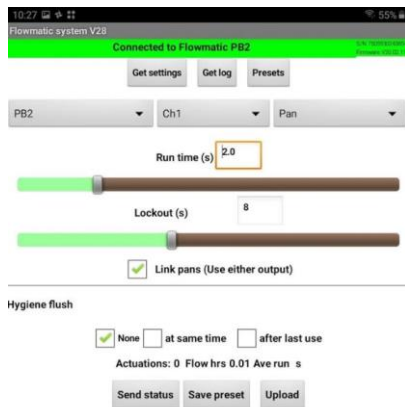 10:27 55%
Flowmatic system V28
Connected to Flowmatic PB2
Get settings Get log Presets
PB2 Ch1 Pan
Run time (s) 2.0
Lockout (s) 8
Link pans (Use either output)
Hygiene flush
None at same time after last use
Actuations: 0 Flow hrs 0.01 Ave run s
Send status Save preset Upload